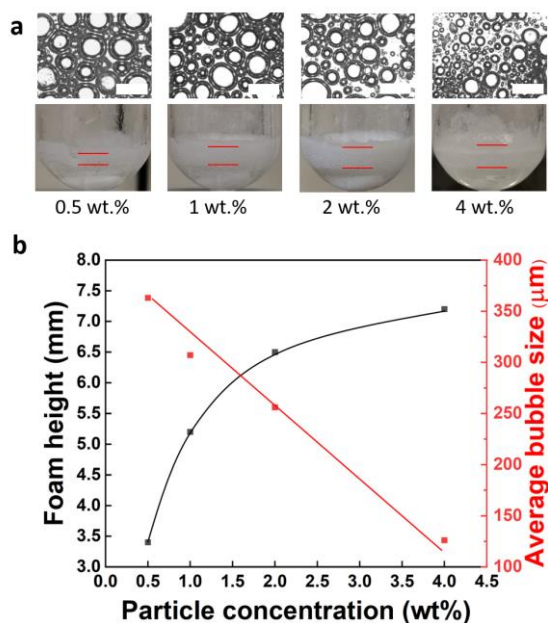 a
0.5 wt.% 1 wt.% 2 wt.% 4 wt.%
b
8.0 400
7.5
7.0 350
6.5
6.0 300
5.5 250
5.0
4.5 200
4.0 150
3.5
3.0 100
0.0 0.5 1.0 1.5 2.0 2.5 3.0 3.5 4.0 4.5
Foam height (mm)
Average bubble size (μm)
Particle concentration (wt%)